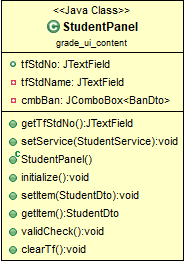 <<Java Class>>
StudentPanel
grade_ui_content
tfStdNo: JTextField
tfStdName: JTextField
cmbBan: JComboBox<BanDto>
getTfStdNo():JTextField
setService(StudentService):void
StudentPanel()
initialize():void
setItem(StudentDto):void
getItem():StudentDto
validCheck():void
clearTf():void